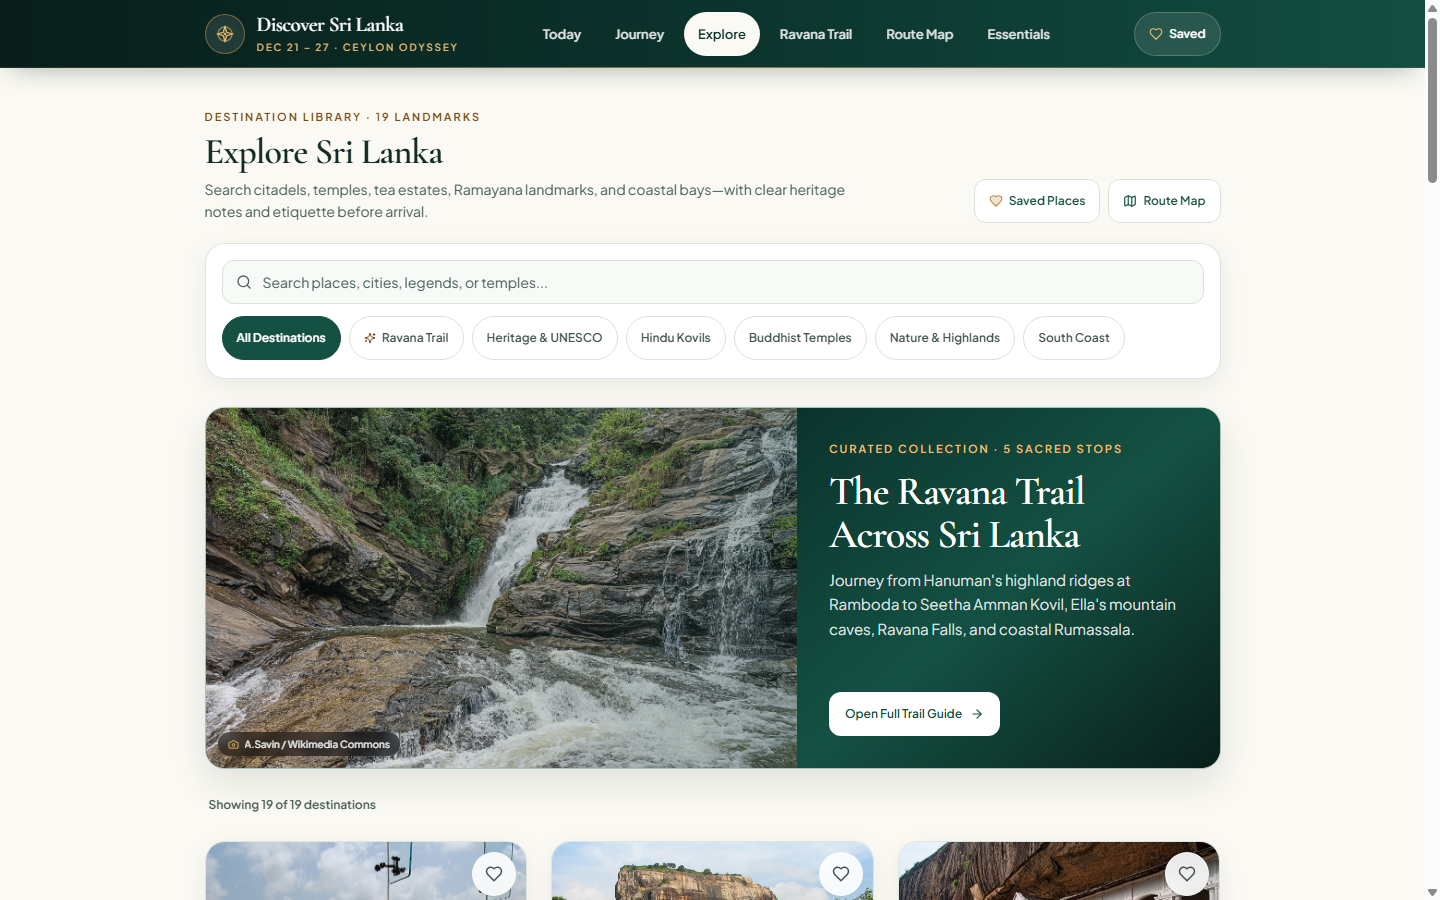 Discover Sri Lanka
DEC 21 – 27 · CEYLON ODYSSEY
Today
Journey
Explore
Ravana Trail
Route Map
Essentials
Saved
DESTINATION LIBRARY · 19 LANDMARKS
Explore Sri Lanka
Search citadels, temples, tea estates, Ramayana landmarks, and coastal bays—with clear heritage
notes and etiquette before arrival.
Saved Places
Route Map
Search places, cities, legends, or temples...
All Destinations
Ravana Trail
Heritage & UNESCO
Hindu Kovils
Buddhist Temples
Nature & Highlands
South Coast
CURATED COLLECTION · 5 SACRED STOPS
The Ravana Trail
Across Sri Lanka
Journey from Hanuman's highland ridges at
Ramboda to Seetha Amman Kovil, Ella's mountain
caves, Ravana Falls, and coastal Rumassala.
Open Full Trail Guide
A.Savin / Wikimedia Commons
Showing 19 of 19 destinations